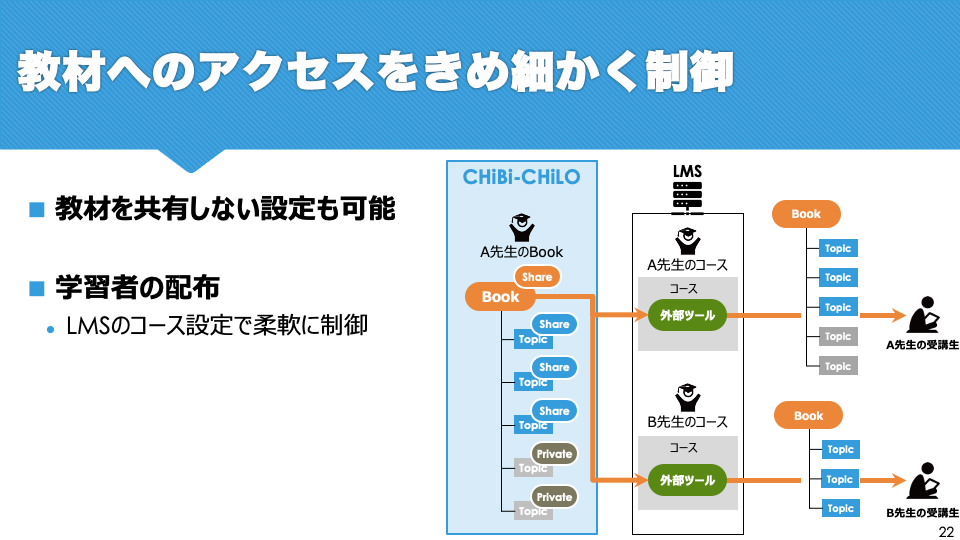 教材へのアクセスをきめ細かく制御
教材を共有しない設定も可能
学習者の配布
LMSのコース設定で柔軟に制御
CHiBi-CHiLO
A先生のBook
Share
Book
Share
Topic
Share
Topic
Share
Topic
Private
Topic
Private
Topic
LMS
A先生のコース
コース
外部ツール
B先生のコース
コース
外部ツール
Book
Topic
Topic
Topic
Topic
Topic
A先生の受講生
Book
Topic
Topic
Topic
B先生の受講生
22